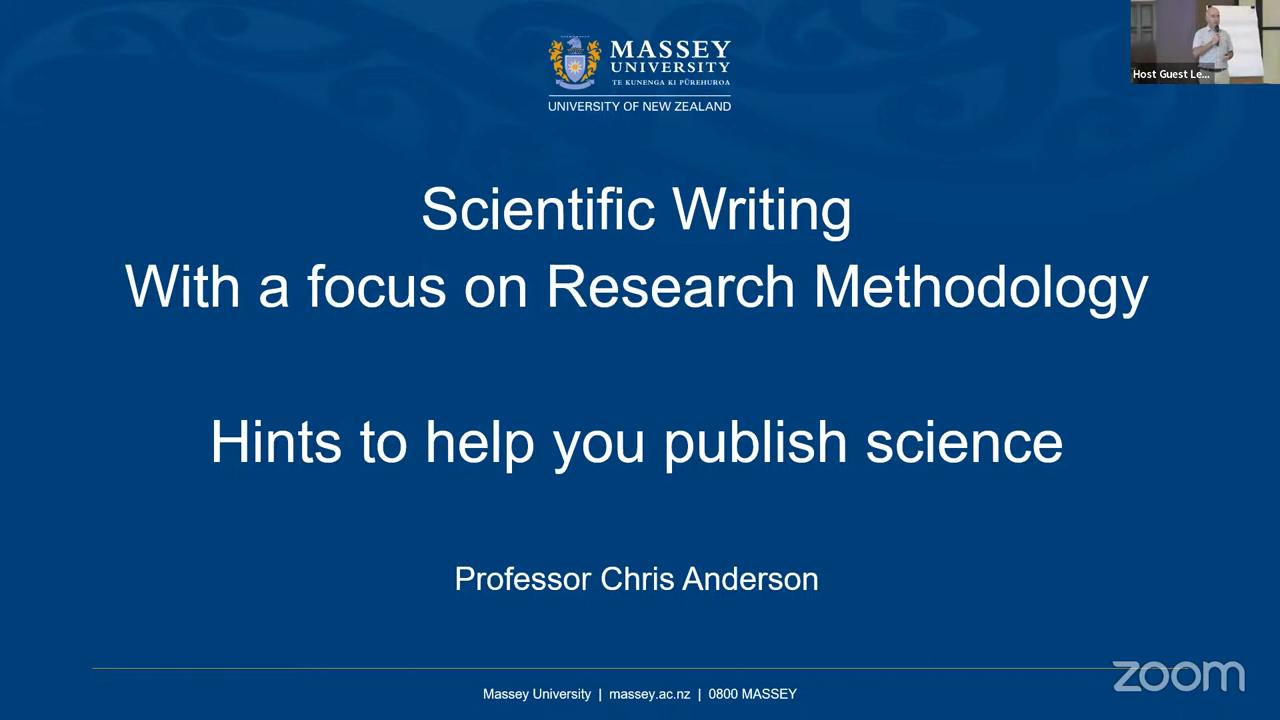 MASSEY
UNIVERSITY
TE KUNENGA KI PŪREHUROA
UNIVERSITY OF NEW ZEALAND
Host Guest Le...
Scientific Writing
With a focus on Research Methodology
Hints to help you publish science
Professor Chris Anderson
Massey University | massey.ac.nz | 0800 MASSEY
zoom